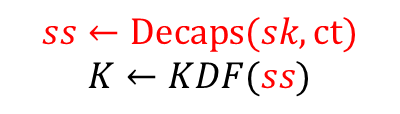 ss ← Decaps(sk, ct)
K ← KDF(ss)